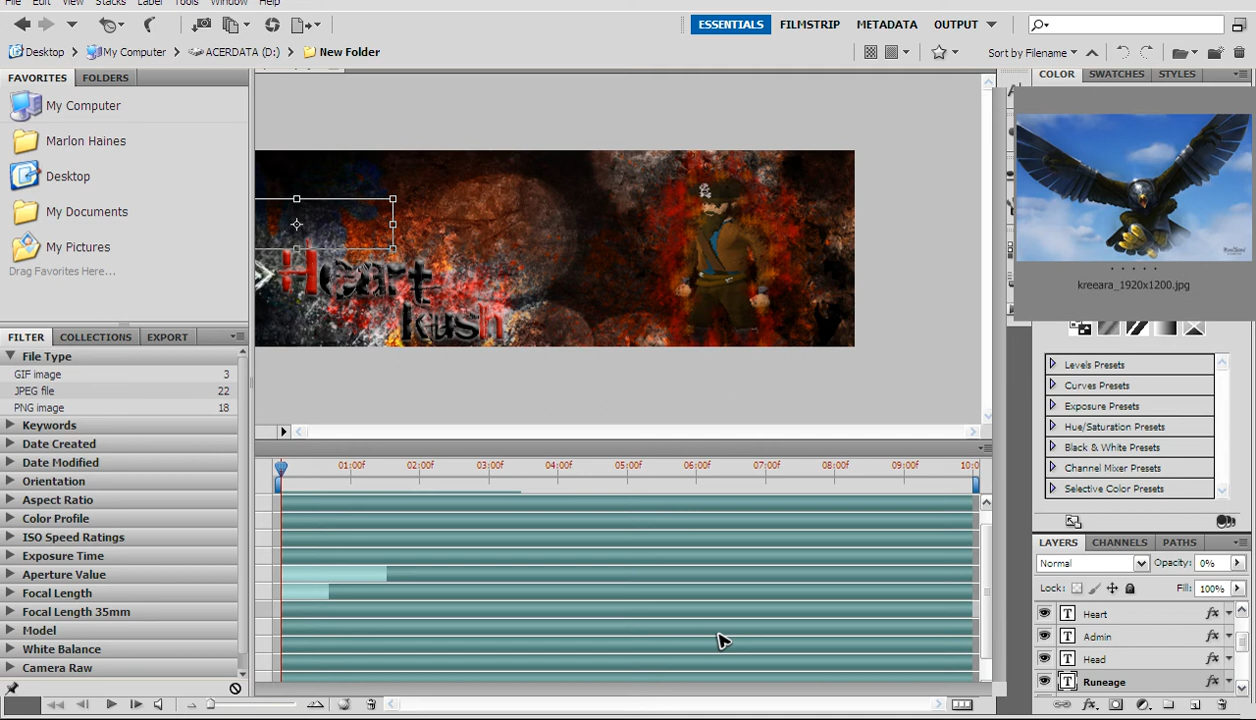 File Edit View Stacks Label Tools Window Help
ESSENTIALS FILMSTRIP METADATA OUTPUT
Desktop My Computer ACERDATA (D:) New Folder
Sort by Filename
FAVORITES FOLDERS
COLOR SWATCHES STYLES
My Computer
Marlon Haines
Desktop
My Documents
My Pictures
Drag Favorites Here...
kreeara_1920x1200.jpg
Heart
kush
FILTER COLLECTIONS EXPORT
File Type
GIF image 3
JPEG file 22
PNG image 18
Keywords
Date Created
Date Modified
Orientation
Aspect Ratio
Color Profile
ISO Speed Ratings
Exposure Time
Aperture Value
Focal Length
Focal Length 35mm
Model
White Balance
Camera Raw
01:00f 02:00f 03:00f 04:00f 05:00f 06:00f 07:00f 08:00f 09:00f 10:0
Levels Presets
Curves Presets
Exposure Presets
Hue/Saturation Presets
Black & White Presets
Channel Mixer Presets
Selective Color Presets
LAYERS CHANNELS PATHS
Normal Opacity: 0%
Lock: Fill: 100%
T Heart fx
T Admin fx
T Head fx
T Runeage fx